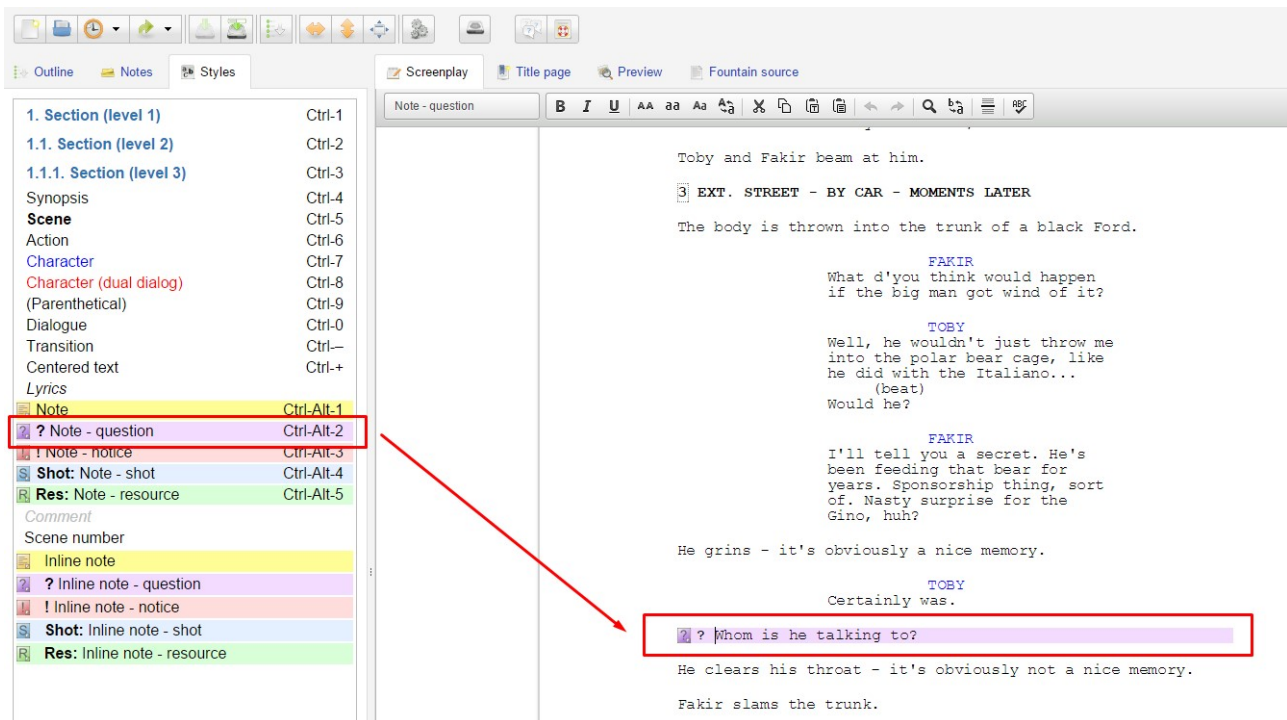 Outline Notes Styles
Screenplay Title page Preview Fountain source
Note - question B I U AA aa Aa
ABC
1. Section (level 1) Ctrl-1
1.1. Section (level 2) Ctrl-2
1.1.1. Section (level 3) Ctrl-3
Synopsis Ctrl-4
Scene Ctrl-5
Action Ctrl-6
Character Ctrl-7
Character (dual dialog) Ctrl-8
(Parenthetical) Ctrl-9
Dialogue Ctrl-0
Transition Ctrl-–
Centered text Ctrl-+
Lyrics
Note Ctrl-Alt-1
? Note - question Ctrl-Alt-2
! Note - notice Ctrl-Alt-3
S Shot: Note - shot Ctrl-Alt-4
R Res: Note - resource Ctrl-Alt-5
Comment
Scene number
Inline note
? Inline note - question
! Inline note - notice
S Shot: Inline note - shot
R Res: Inline note - resource
Toby and Fakir beam at him.
3 EXT. STREET - BY CAR - MOMENTS LATER
The body is thrown into the trunk of a black Ford.
FAKIR
What d'you think would happen
if the big man got wind of it?
TOBY
Well, he wouldn't just throw me
into the polar bear cage, like
he did with the Italiano...
(beat)
Would he?
FAKIR
I'll tell you a secret. He's
been feeding that bear for
years. Sponsorship thing, sort
of. Nasty surprise for the
Gino, huh?
He grins - it's obviously a nice memory.
TOBY
Certainly was.
? Whom is he talking to?
He clears his throat - it's obviously not a nice memory.
Fakir slams the trunk.